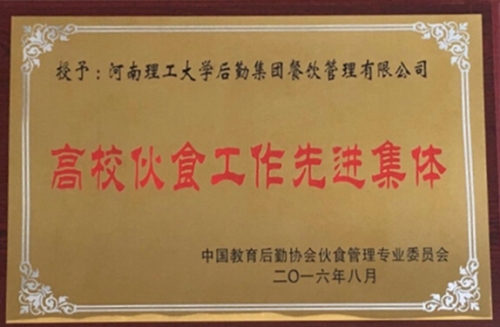 授予：河南理工大学后勤集团餐饮管理有限公司
高校伙食工作先进集体
中国教育后勤协会伙食管理专业委员会
二〇一六年八月